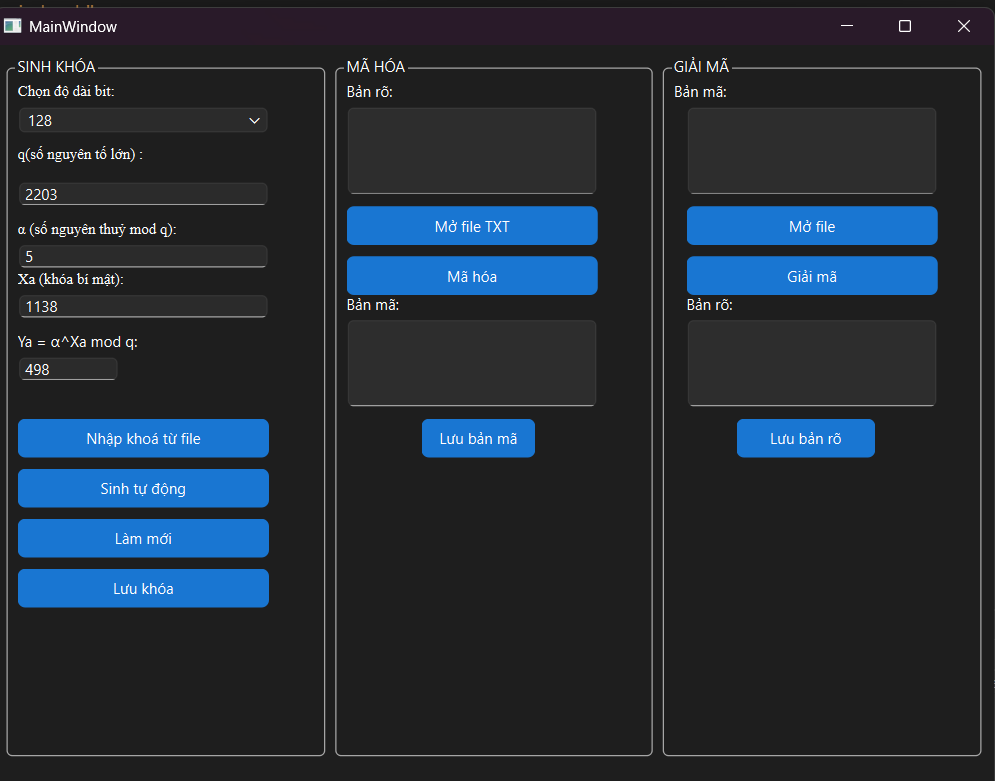 MainWindow
SINH KHÓA
Chọn độ dài bit:
128
q(số nguyên tố lớn) :
2203
α (số nguyên thuỷ mod q):
5
Xa (khóa bí mật):
1138
Ya = α^Xa mod q:
498
Nhập khoá từ file
Sinh tự động
Làm mới
Lưu khóa
MÃ HÓA
Bản rõ:
Mở file TXT
Mã hóa
Bản mã:
Lưu bản mã
GIẢI MÃ
Bản mã:
Mở file
Giải mã
Bản rõ:
Lưu bản rõ